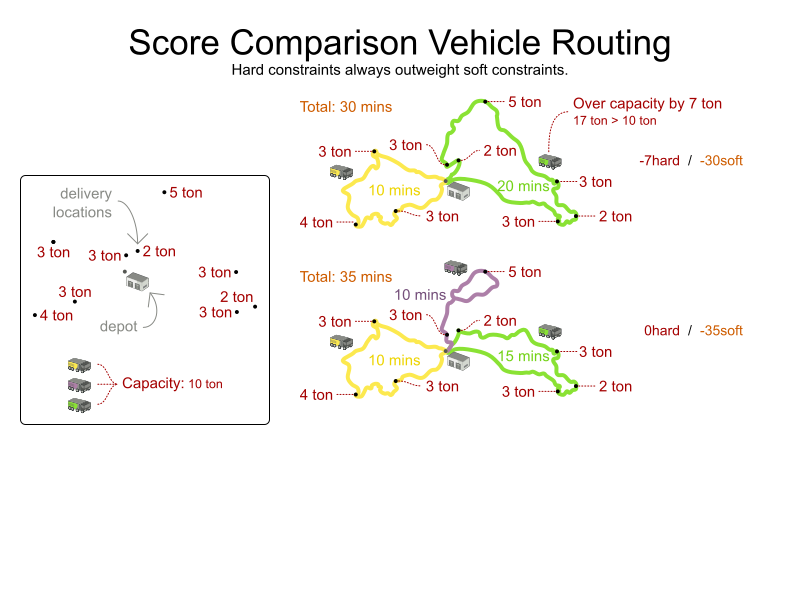 Score Comparison Vehicle Routing
Hard constraints always outweight soft constraints.
delivery
locations
5 ton
3 ton
3 ton
2 ton
3 ton
3 ton
2 ton
4 ton
3 ton
depot
Capacity: 10 ton
Total: 30 mins
5 ton
Over capacity by 7 ton
17 ton > 10 ton
3 ton
3 ton
2 ton
-7hard / -30soft
10 mins
20 mins
3 ton
4 ton
3 ton
3 ton
2 ton
Total: 35 mins
5 ton
10 mins
3 ton
3 ton
2 ton
0hard / -35soft
10 mins
15 mins
3 ton
4 ton
3 ton
3 ton
2 ton